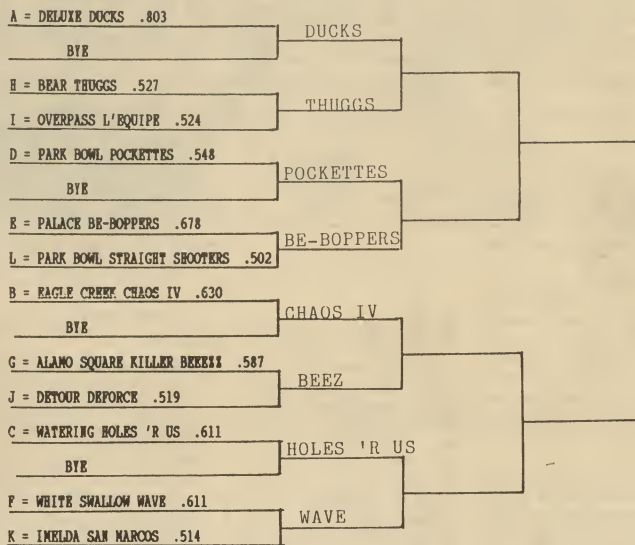 A = DELUXE DUCKS .803
DUCKS
BYE
H = BEAR THUGGS .527
THUGGS
I = OVERPASS L'EQUIPE .524
D = PARK BOWL POCKETTES .548
POCKETTES
BYE
E = PALACE BE-BOPPERS .678
BE-BOPPERS
L = PARK BOWL STRAIGHT SHOOTERS .502
B = EAGLE CREEK CHAOS IV .630
CHAOS IV
BYE
G = ALAMO SQUARE KILLER BEEEZZ .587
BEEZ
J = DETOUR DEFORCE .519
C = WATERING HOLES 'R US .611
HOLES 'R US
BYE
F = WHITE SWALLOW WAVE .611
WAVE
K = IMELDA SAN MARCOS .514